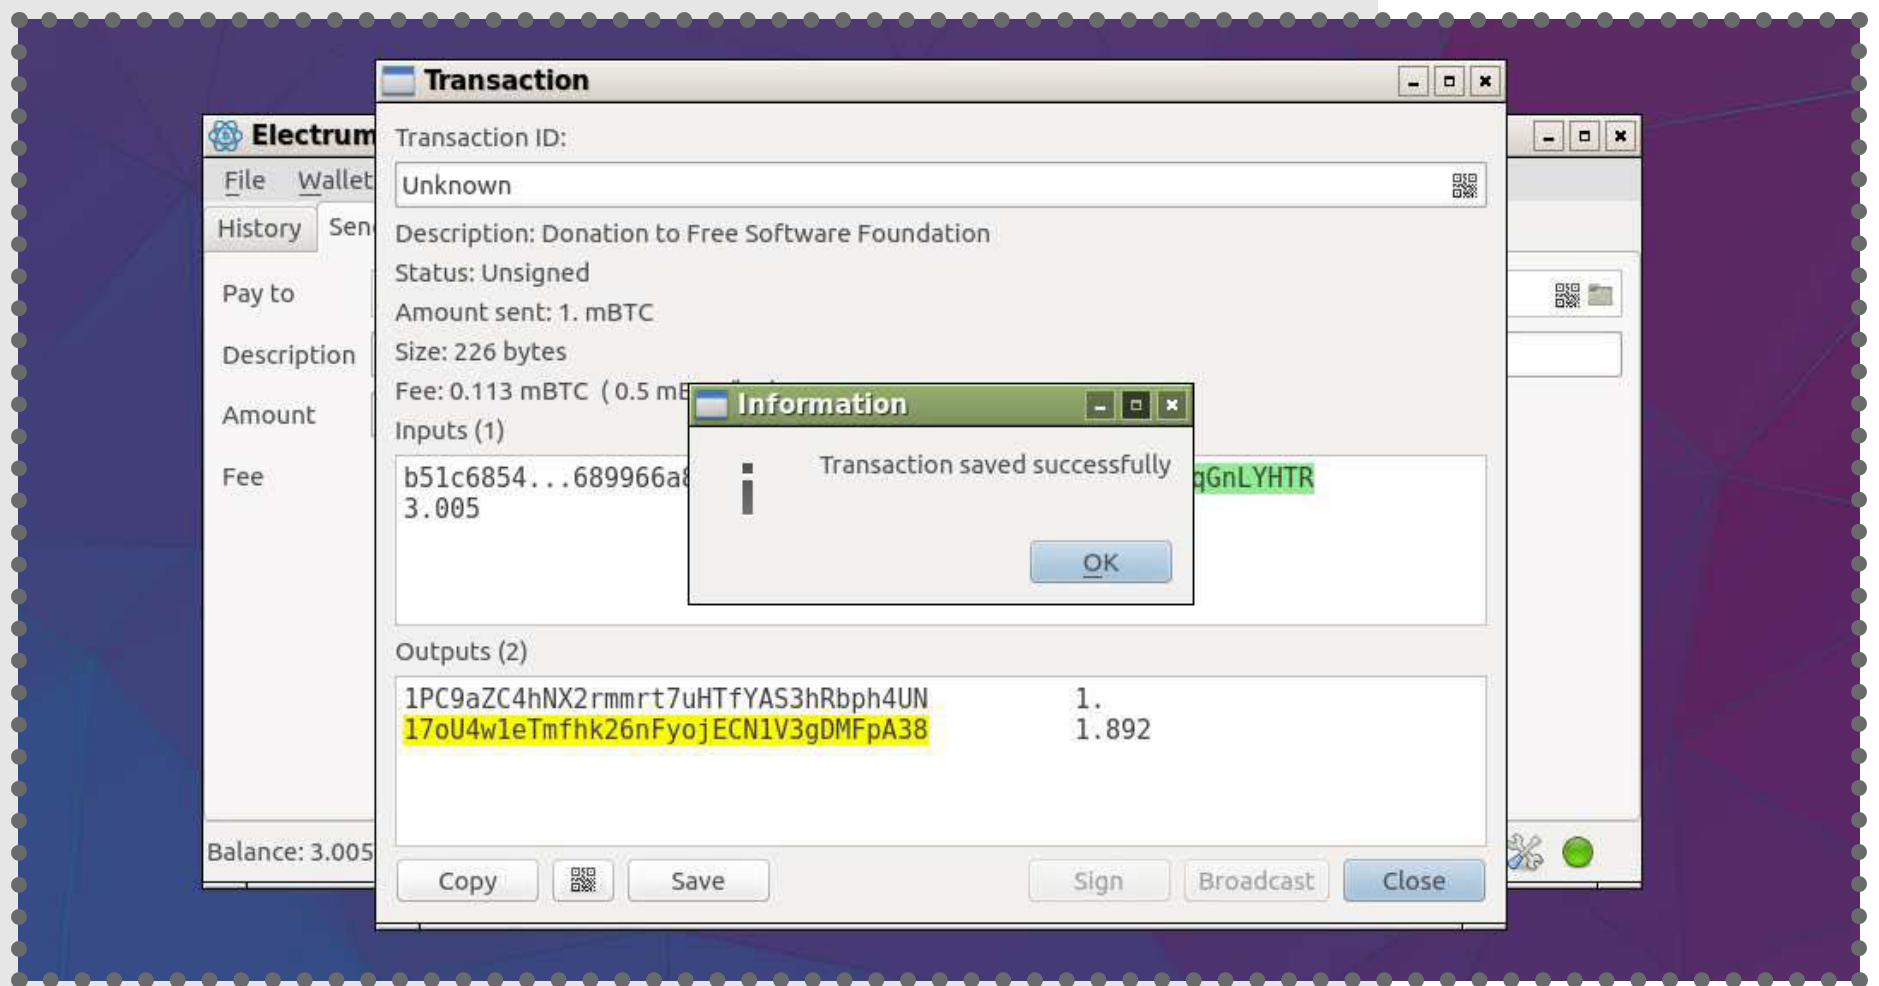 Transaction
Electrum
Transaction ID:
File Wallet
Unknown
History
Description: Donation to Free Software Foundation
Status: Unsigned
Pay to
Amount sent: 1. mBTC
Size: 226 bytes
Description
Fee: 0.113 mBTC ( 0.5
Information
Amount
Inputs (1)
Transaction saved successfully
Fee
b51c6854...689966a8
qGnLYHTR
3.005
OK
Outputs (2)
1PC9aZC4hNX2rmmrt7uHTfYAS3hRbph4UN 1.
17oU4w1eTmfhk26nFyojECN1V3gDMFpA38 1.892
Balance: 3.005
Copy Save Sign Broadcast Close